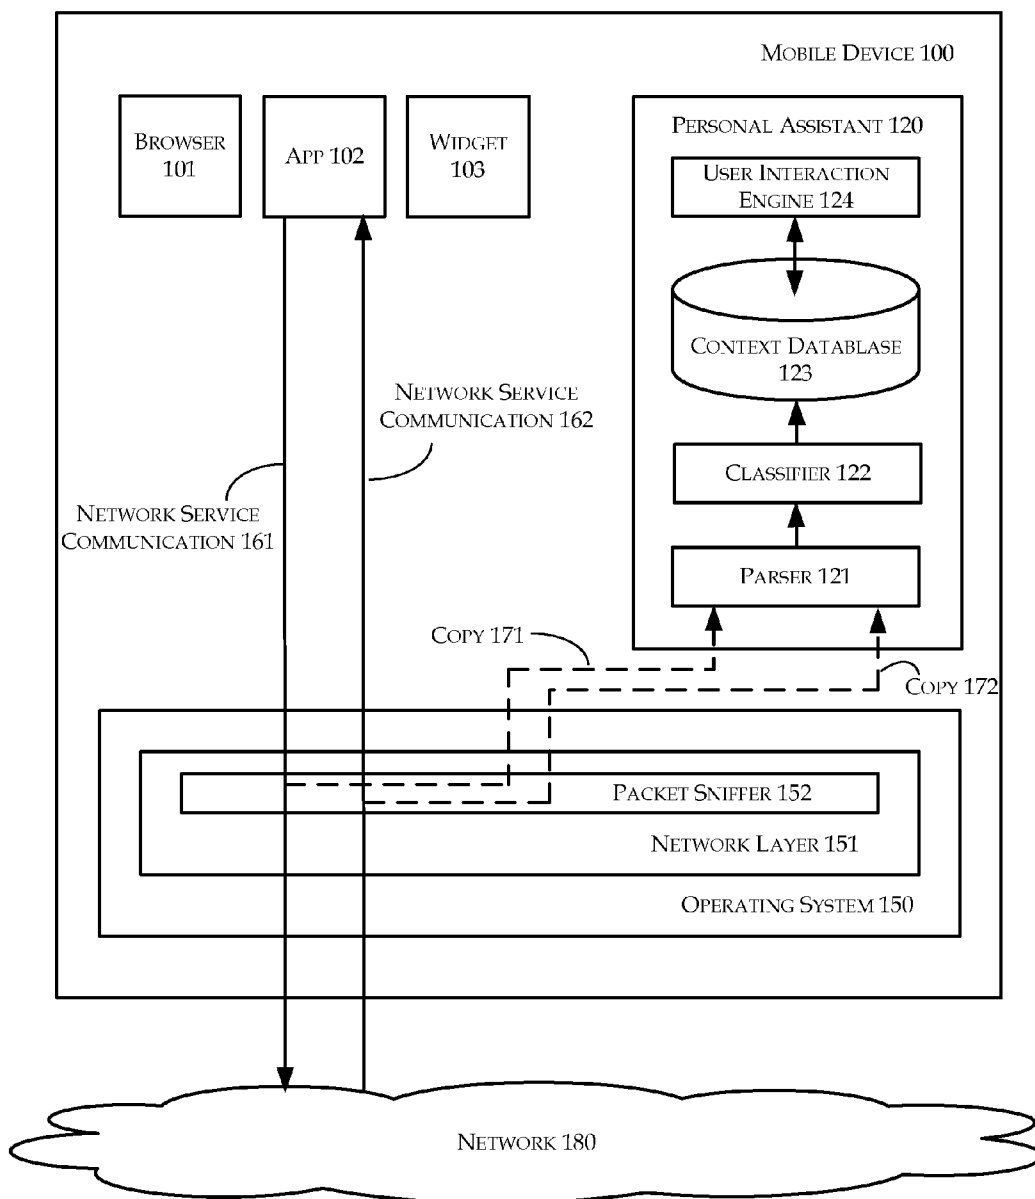 MOBILE DEVICE 100
BROWSER
101
APP 102
WIDGET
103
PERSONAL ASSISTANT 120
USER INTERACTION
ENGINE 124
CONTEXT DATABLASE
123
CLASSIFIER 122
PARSER 121
NETWORK SERVICE
COMMUNICATION 162
NETWORK SERVICE
COMMUNICATION 161
COPY 171
COPY 172
PACKET SNIFFER 152
NETWORK LAYER 151
OPERATING SYSTEM 150
NETWORK 180